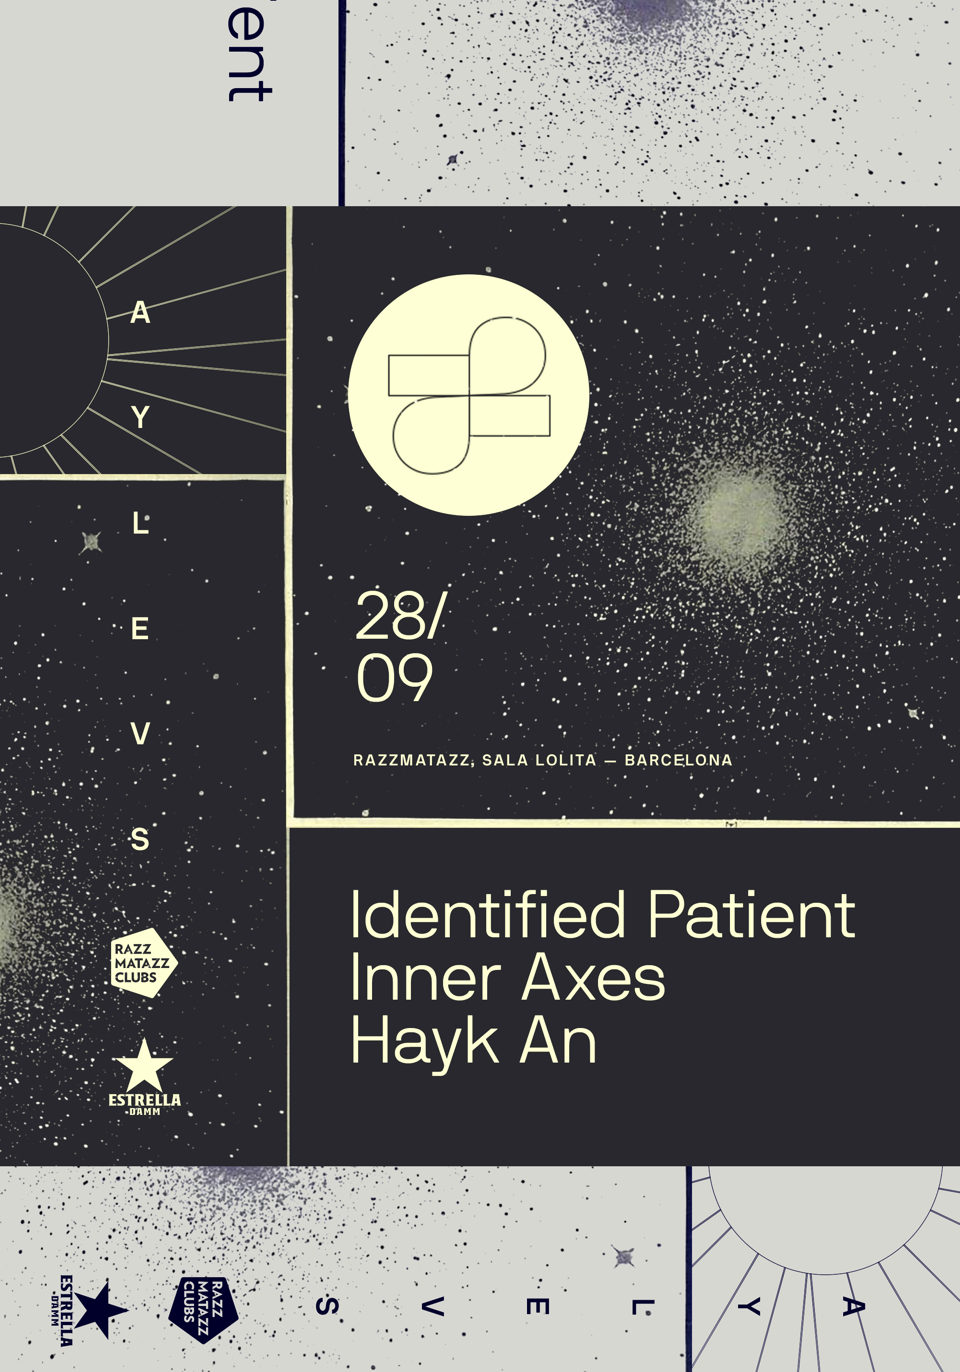 ent
A
Y
L
E
V
S
28/
09
RAZZMATAZZ, SALA LOLITA — BARCELONA
Identified Patient
Inner Axes
Hayk An
RAZZ
MATAZZ
CLUBS
ESTRELLA
DAMM
ESTRELLA
DAMM
RAZZ
MATAZZ
CLUBS
S V E L Y A